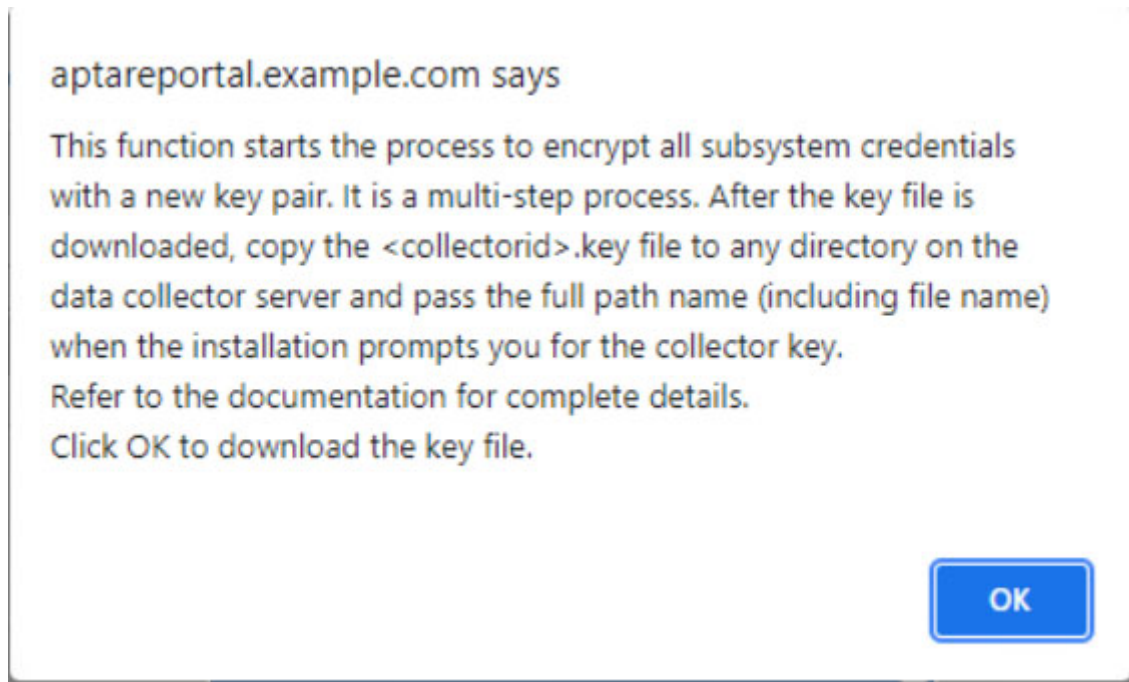 aptareportal.example.com says
This function starts the process to encrypt all subsystem credentials
with a new key pair. It is a multi-step process. After the key file is
downloaded, copy the <collectorid>.key file to any directory on the
data collector server and pass the full path name (including file name)
when the installation prompts you for the collector key.
Refer to the documentation for complete details.
Click OK to download the key file.
OK